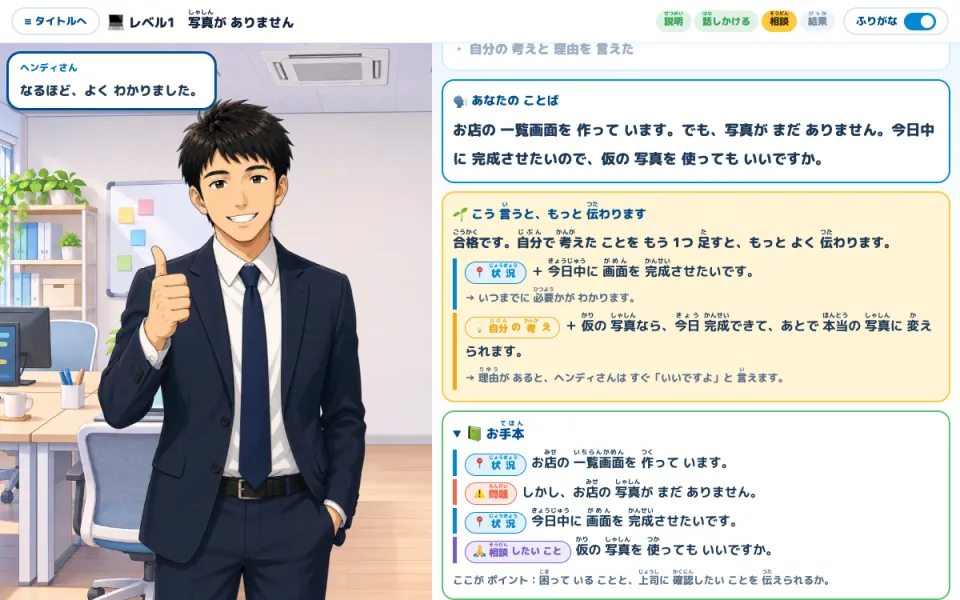 ≡ タイトルへ
レベル1 写真が ありません
説明 話しかける 相談 結果
ふりがな
ヘンディさん
なるほど、よく わかりました。
・ 自分の 考えと 理由を 言えた
あなたの ことば
お店の 一覧画面を 作って います。でも、写真が まだ ありません。今日中
に 完成させたいので、仮の 写真を 使っても いいですか。
こう 言うと、もっと 伝わります
合格です。自分で 考えた ことを もう 1つ 足すと、もっと よく 伝わります。
状況 + 今日中に 画面を 完成させたいです。
→ いつまでに 必要かが わかります。
自分の 考え + 仮の 写真なら、今日 完成できて、あとで 本当の 写真に 変え
られます。
→ 理由が あると、ヘンディさんは すぐ「いいですよ」と 言えます。
▼ お手本
状況 お店の 一覧画面を 作って います。
問題 しかし、お店の 写真が まだ ありません。
状況 今日中に 画面を 完成させたいです。
相談 したい こと 仮の 写真を 使っても いいですか。
ここが ポイント：困って いる ことと、上司に 確認したい ことを 伝えられるか。